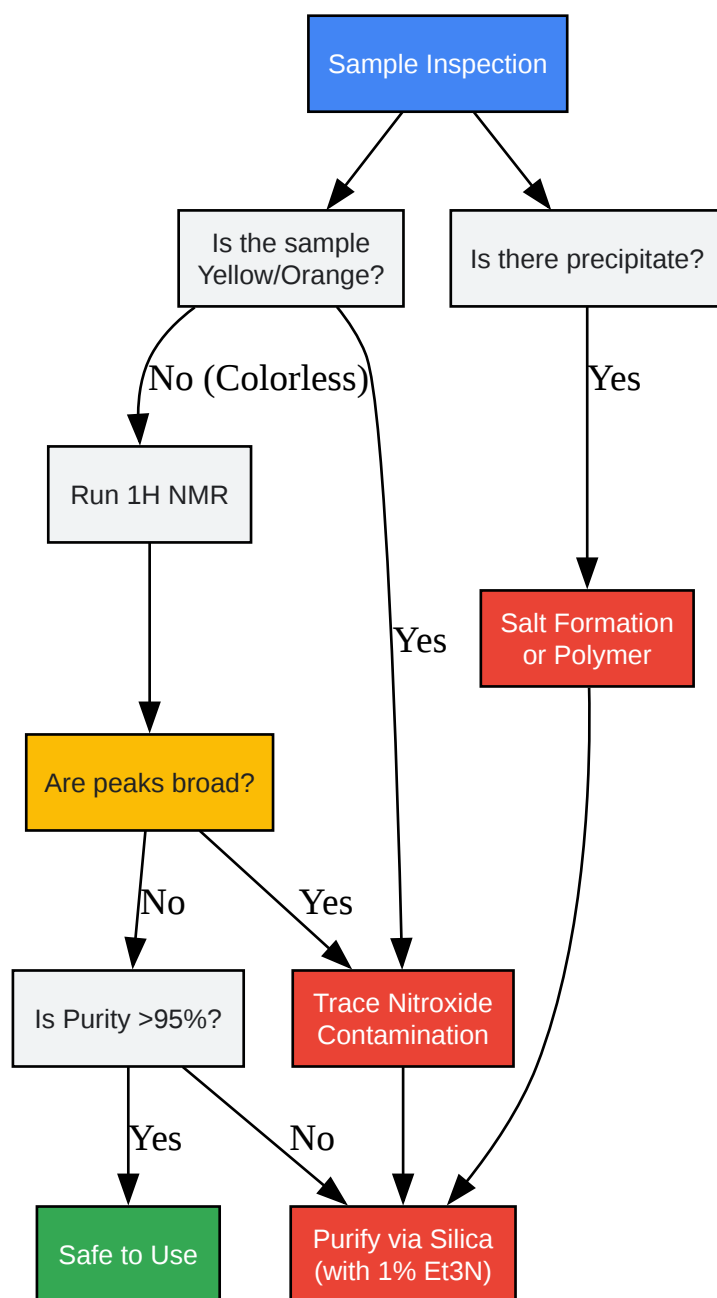 Sample Inspection
Is the sample
Yellow/Orange?
Is there precipitate?
No (Colorless)
Yes
Run 1H NMR
Salt Formation
or Polymer
Yes
Are peaks broad?
No
Yes
Is Purity >95%?
Trace Nitroxide
Contamination
Yes
No
Safe to Use
Purify via Silica
(with 1% Et3N)